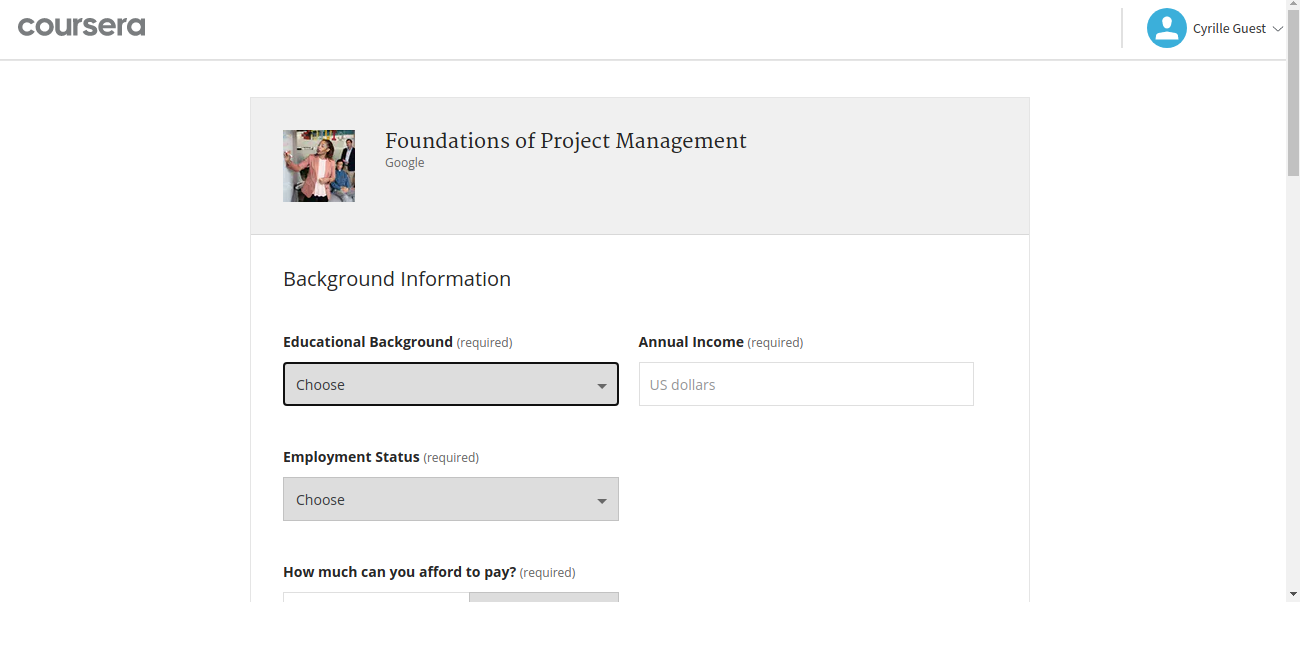 coursera
Cyrille Guest
Foundations of Project Management
Google
Background Information
Educational Background (required)
Annual Income (required)
Choose
US dollars
Employment Status (required)
Choose
How much can you afford to pay? (required)